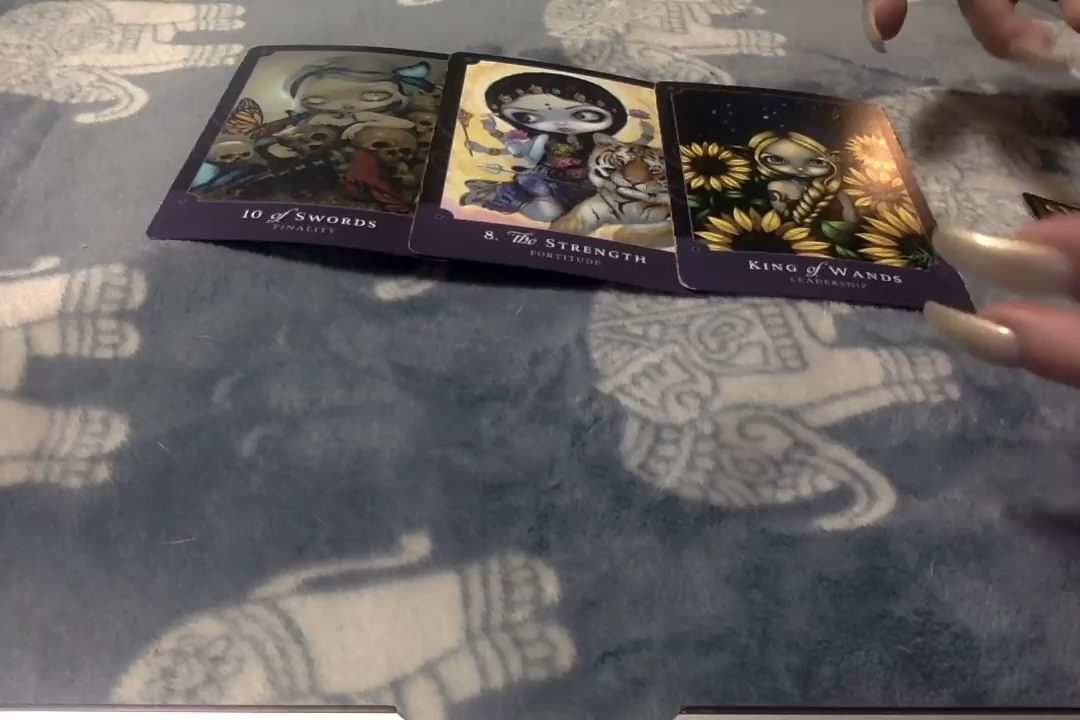 10 of SWORDS
FINALITY
8. The STRENGTH
FORTITUDE
KING of WANDS
LEADERSHIP